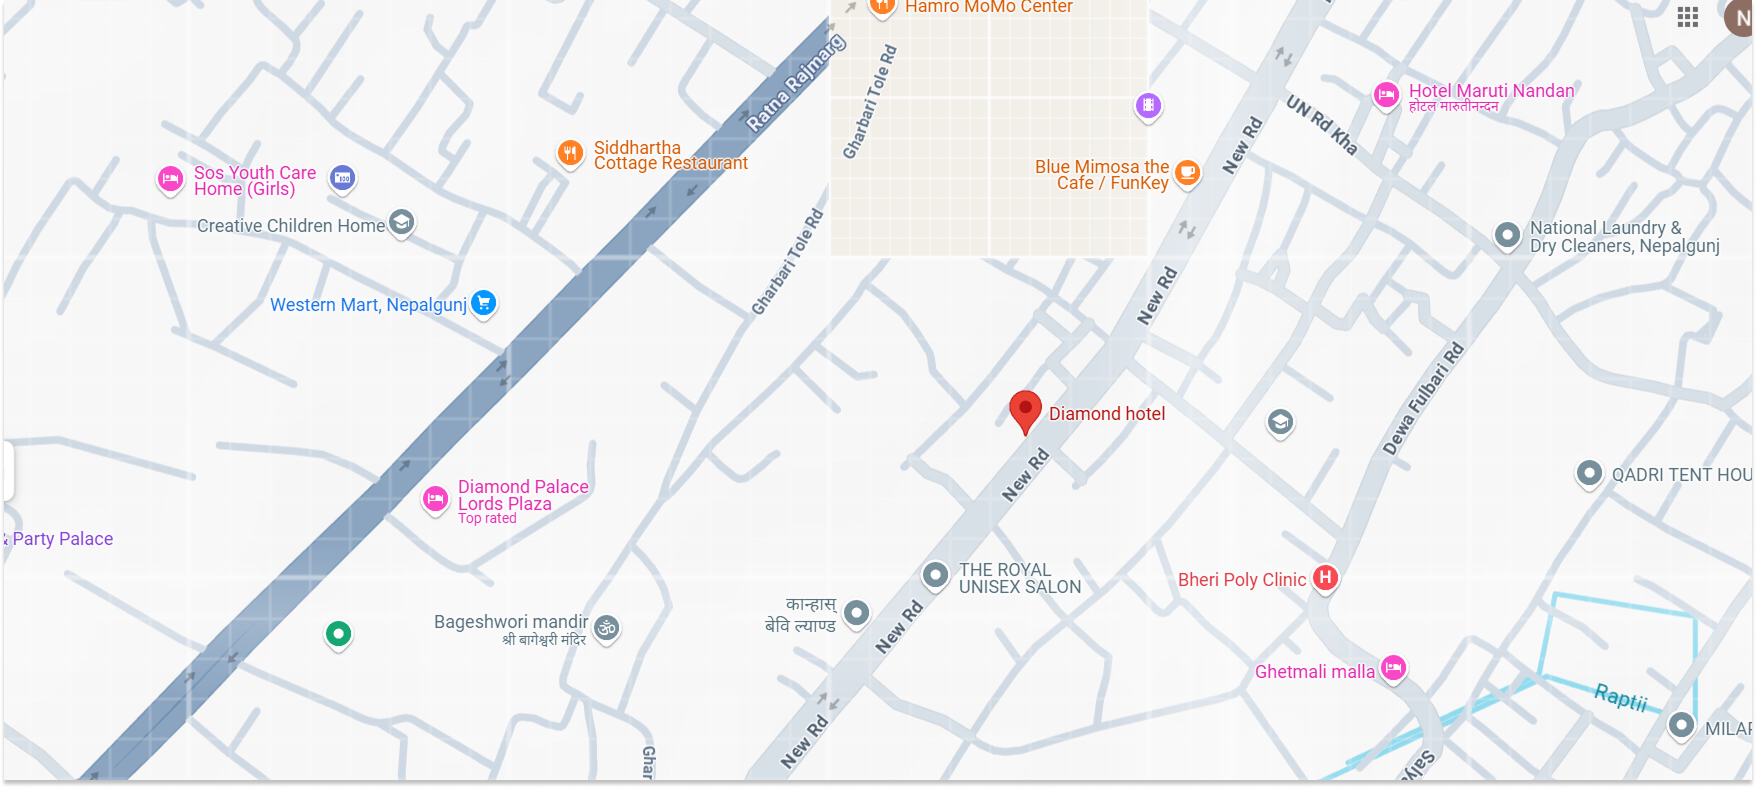 Hamro MoMo Center
N
Ratna Rajmarg
Gharbari Tole Rd
UN Rd Kha
Hotel Maruti Nandan
होटल मारुतीनन्दन
New Rd
Siddhartha
Cottage Restaurant
Blue Mimosa the
Cafe / FunKey
Sos Youth Care
Home (Girls)
Creative Children Home
National Laundry &
Dry Cleaners, Nepalgunj
Gharbari Tole Rd
New Rd
Western Mart, Nepalgunj
Dewa Fulbari Rd
Diamond hotel
New Rd
QADRI TENT HOU
Diamond Palace
Lords Plaza
Top rated
& Party Palace
THE ROYAL
UNISEX SALON
Bheri Poly Clinic
H
कान्हास्
बेवि ल्याण्ड
New Rd
Bageshwori mandir
श्री बागेश्वरी मंदिर
Ghetmali malla
Raptii
MILAR
New Rd
Ghar
Salya